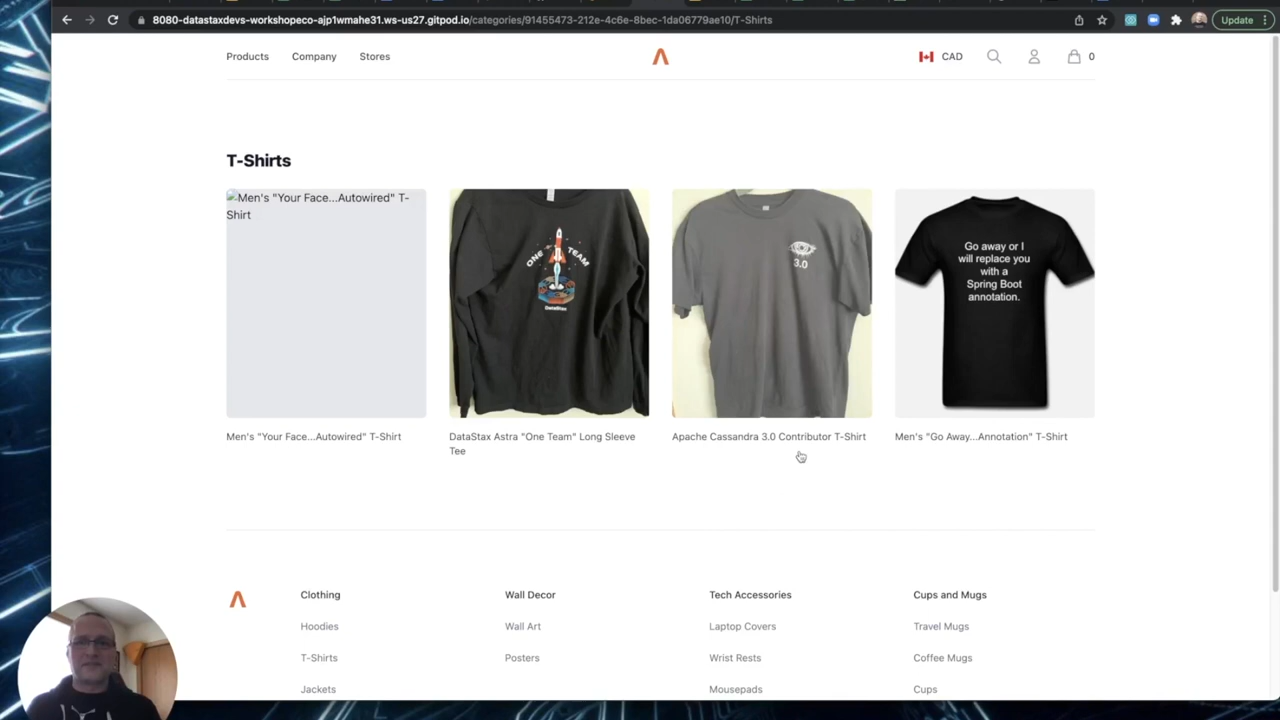 8080-datastaxdevs-workshopeco-ajp1wmahe31.ws-us27.gitpod.io/categories/91455473-212e-4c6e-8bec-1da06779ae10/T-Shirts
Update
Products Company Stores
CAD 0
T-Shirts
Men's "Your Face...Autowired" T-
Shirt
ONE TEAM
DataStax
3.0
Go away or I
will replace you
with a
Spring Boot
annotation.
Men's "Your Face...Autowired" T-Shirt
DataStax Astra "One Team" Long Sleeve
Tee
Apache Cassandra 3.0 Contributor T-Shirt
Men's "Go Away...Annotation" T-Shirt
Clothing Wall Decor Tech Accessories Cups and Mugs
Hoodies Wall Art Laptop Covers Travel Mugs
T-Shirts Posters Wrist Rests Coffee Mugs
Jackets Mousepads Cups